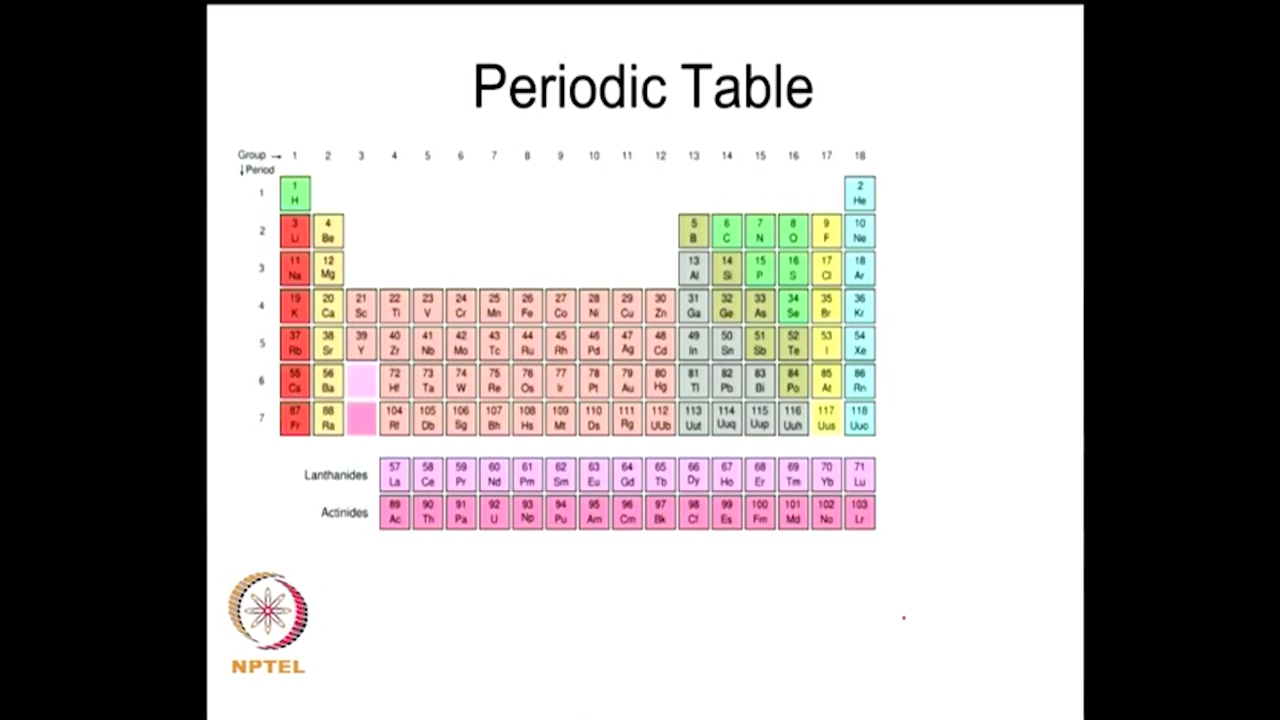 Periodic Table
Group → 1 2 3 4 5 6 7 8 9 10 11 12 13 14 15 16 17 18
↓Period
1 1 2
H He
2 3 4 5 6 7 8 9 10
Li Be B C N O F Ne
3 11 12 13 14 15 16 17 18
Na Mg Al Si P S Cl Ar
4 19 20 21 22 23 24 25 26 27 28 29 30 31 32 33 34 35 36
K Ca Sc Ti V Cr Mn Fe Co Ni Cu Zn Ga Ge As Se Br Kr
5 37 38 39 40 41 42 43 44 45 46 47 48 49 50 51 52 53 54
Rb Sr Y Zr Nb Mo Tc Ru Rh Pd Ag Cd In Sn Sb Te I Xe
6 55 56 72 73 74 75 76 77 78 79 80 81 82 83 84 85 86
Cs Ba Hf Ta W Re Os Ir Pt Au Hg Tl Pb Bi Po At Rn
7 87 88 104 105 106 107 108 109 110 111 112 113 114 115 116 117 118
Fr Ra Rf Db Sg Bh Hs Mt Ds Rg UUb Uut Uuq Uup Uuh Uus Uuo
57 58 59 60 61 62 63 64 65 66 67 68 69 70 71
Lanthanides La Ce Pr Nd Pm Sm Eu Gd Tb Dy Ho Er Tm Yb Lu
89 90 91 92 93 94 95 96 97 98 99 100 101 102 103
Actinides Ac Th Pa U Np Pu Am Cm Bk Cf Es Fm Md No Lr
NPTEL